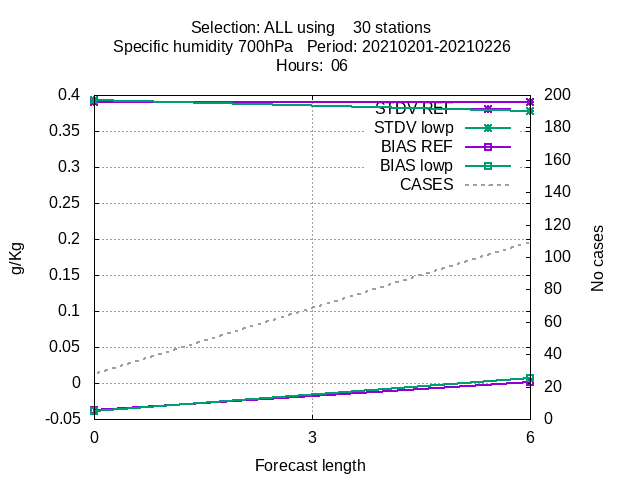 Selection: ALL using    30 stations
Specific humidity 700hPa   Period: 20210201-20210226
Hours:  06
0.4
0.35
0.3
0.25
0.2
0.15
0.1
0.05
0
-0.05
200
180
160
140
120
100
80
60
40
20
0
STDV REF
STDV lowp
BIAS REF
BIAS lowp
CASES
g/Kg
No cases
0
3
6
Forecast length